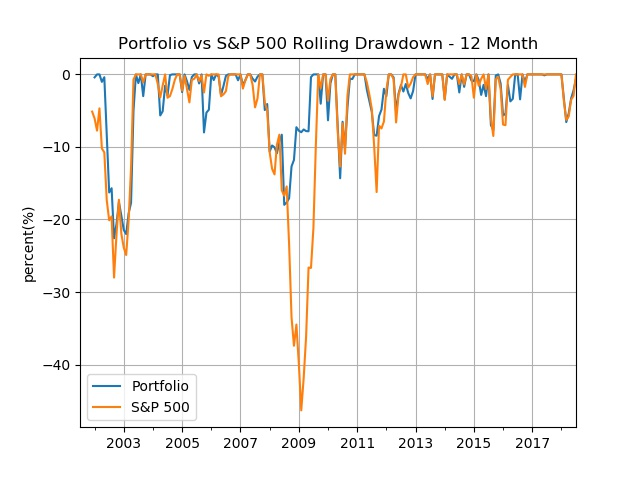 Portfolio vs S&P 500 Rolling Drawdown - 12 Month
0
−10
−20
−30
−40
percent(%)
Portfolio
S&P 500
2003 2005 2007 2009 2011 2013 2015 2017